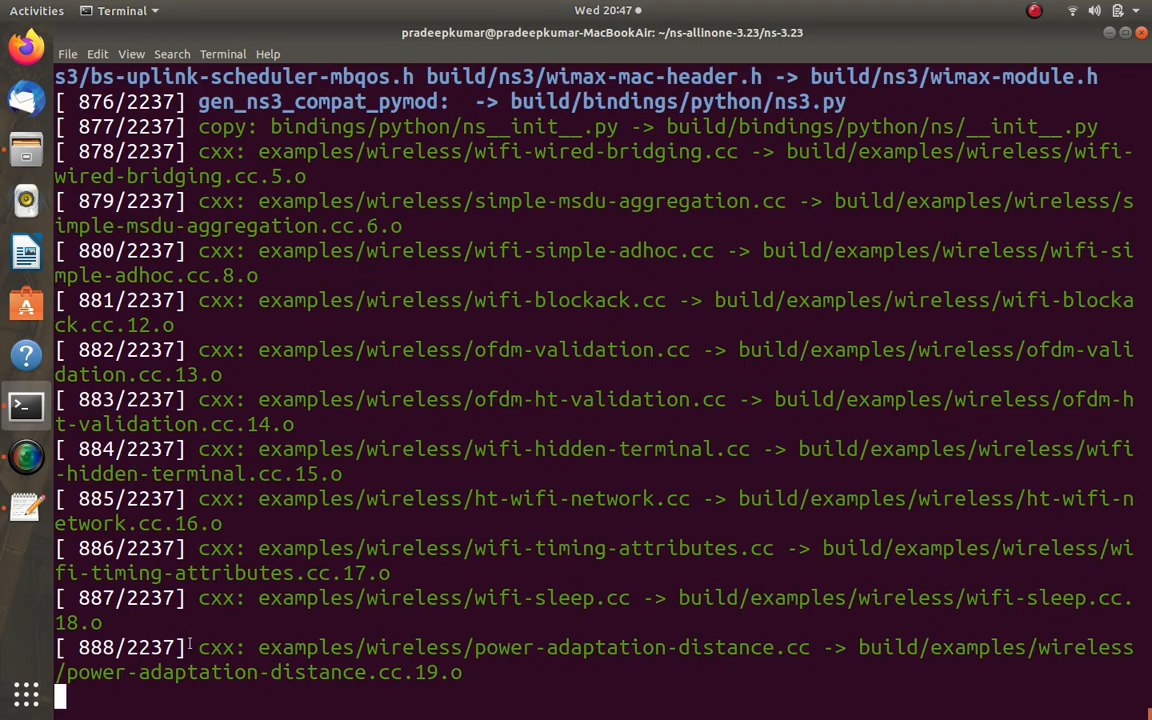 Activities Terminal Wed 20:47
pradeepkumar@pradeepkumar-MacBookAir: ~/ns-allinone-3.23/ns-3.23
File Edit View Search Terminal Help
s3/bs-uplink-scheduler-mbqos.h build/ns3/wimax-mac-header.h -> build/ns3/wimax-module.h
[ 876/2237] gen_ns3_compat_pymod:  -> build/bindings/python/ns3.py
[ 877/2237] copy: bindings/python/ns__init__.py -> build/bindings/python/ns/__init__.py
[ 878/2237] cxx: examples/wireless/wifi-wired-bridging.cc -> build/examples/wireless/wifi-
wired-bridging.cc.5.o
[ 879/2237] cxx: examples/wireless/simple-msdu-aggregation.cc -> build/examples/wireless/s
imple-msdu-aggregation.cc.6.o
[ 880/2237] cxx: examples/wireless/wifi-simple-adhoc.cc -> build/examples/wireless/wifi-si
mple-adhoc.cc.8.o
[ 881/2237] cxx: examples/wireless/wifi-blockack.cc -> build/examples/wireless/wifi-blocka
ck.cc.12.o
[ 882/2237] cxx: examples/wireless/ofdm-validation.cc -> build/examples/wireless/ofdm-vali
dation.cc.13.o
[ 883/2237] cxx: examples/wireless/ofdm-ht-validation.cc -> build/examples/wireless/ofdm-h
t-validation.cc.14.o
[ 884/2237] cxx: examples/wireless/wifi-hidden-terminal.cc -> build/examples/wireless/wifi
-hidden-terminal.cc.15.o
[ 885/2237] cxx: examples/wireless/ht-wifi-network.cc -> build/examples/wireless/ht-wifi-n
etwork.cc.16.o
[ 886/2237] cxx: examples/wireless/wifi-timing-attributes.cc -> build/examples/wireless/wi
fi-timing-attributes.cc.17.o
[ 887/2237] cxx: examples/wireless/wifi-sleep.cc -> build/examples/wireless/wifi-sleep.cc.
18.o
[ 888/2237] cxx: examples/wireless/power-adaptation-distance.cc -> build/examples/wireless
/power-adaptation-distance.cc.19.o